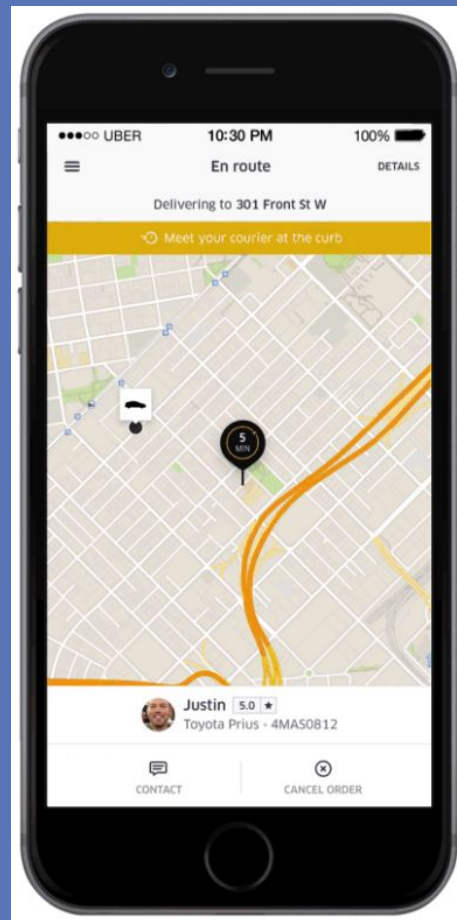 UBER 10:30 PM 100%
En route DETAILS
Delivering to 301 Front St W
Meet your courier at the curb
5
MIN
Justin 5.0 ★
Toyota Prius • 4MAS0812
CONTACT CANCEL ORDER